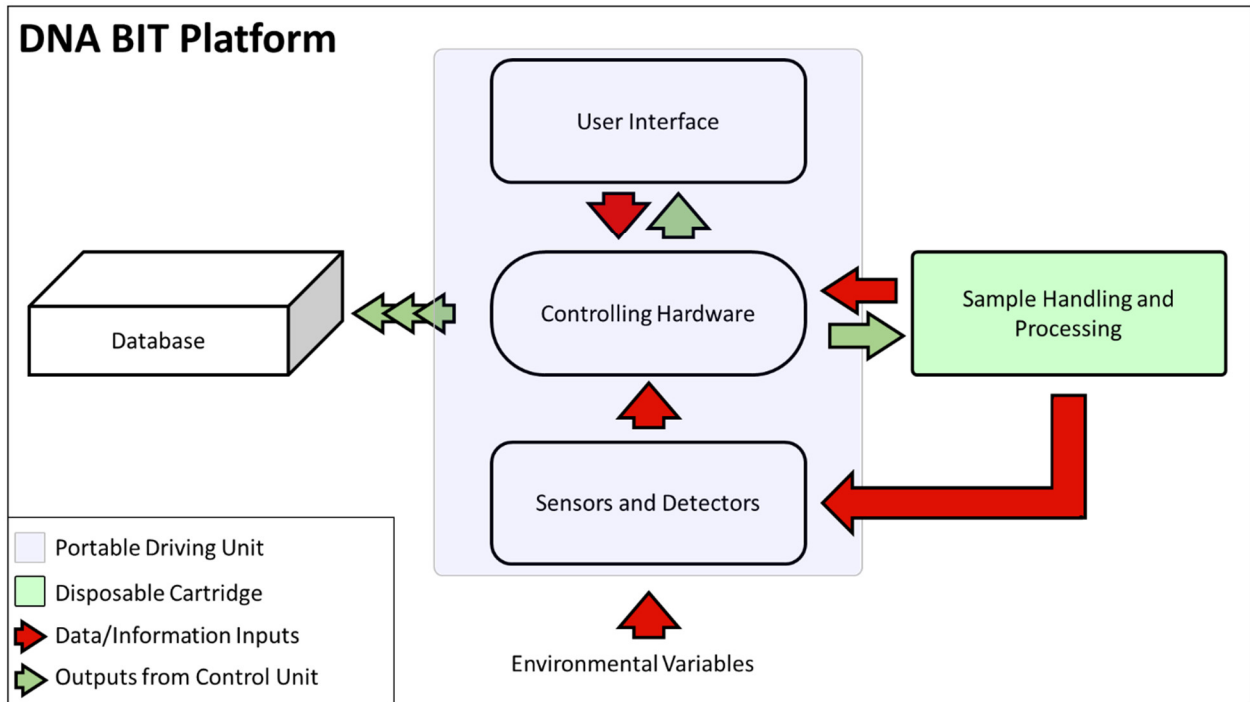 DNA BIT Platform
User Interface
Database
Controlling Hardware
Sample Handling and
Processing
Sensors and Detectors
Environmental Variables
Portable Driving Unit
Disposable Cartridge
Data/Information Inputs
Outputs from Control Unit